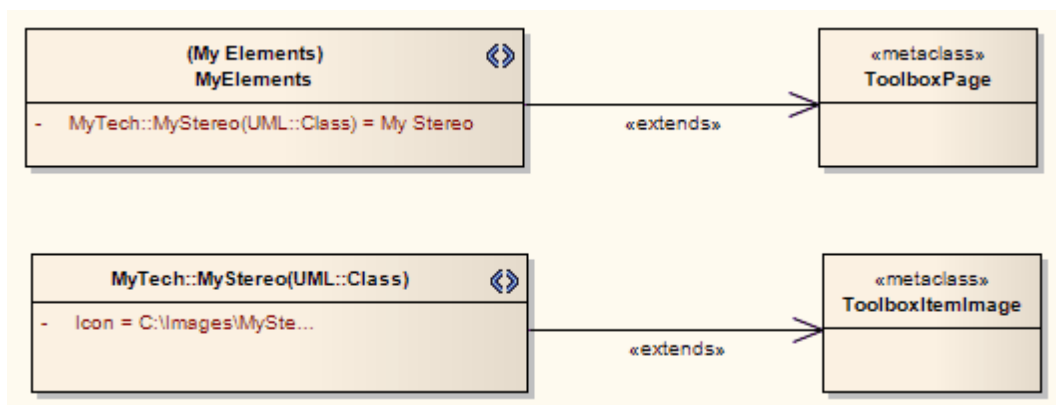 (My Elements)
MyElements
- MyTech::MyStereo(UML::Class) = My Stereo
«extends»
«metaclass»
ToolboxPage
MyTech::MyStereo(UML::Class)
- Icon = C:\Images\MySte...
«extends»
«metaclass»
ToolboxItemImage